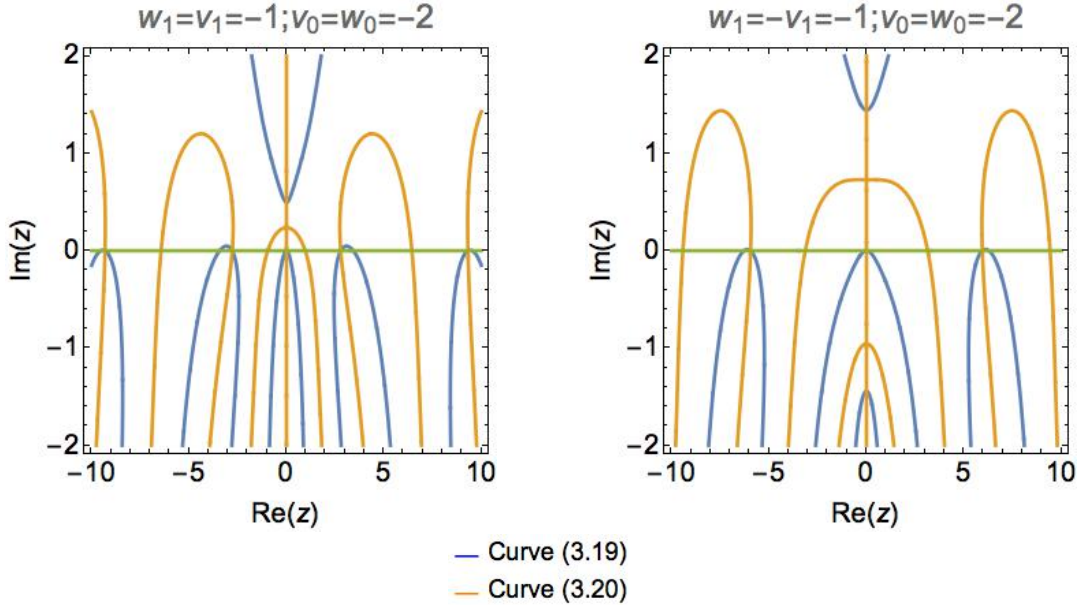 w₁=v₁=−1;v₀=w₀=−2
2
1
0
−1
−2
Im(z)
−10
−5
0
5
10
Re(z)
w₁=−v₁=−1;v₀=w₀=−2
2
1
0
−1
−2
Im(z)
−10
−5
0
5
10
Re(z)
Curve (3.19)
Curve (3.20)